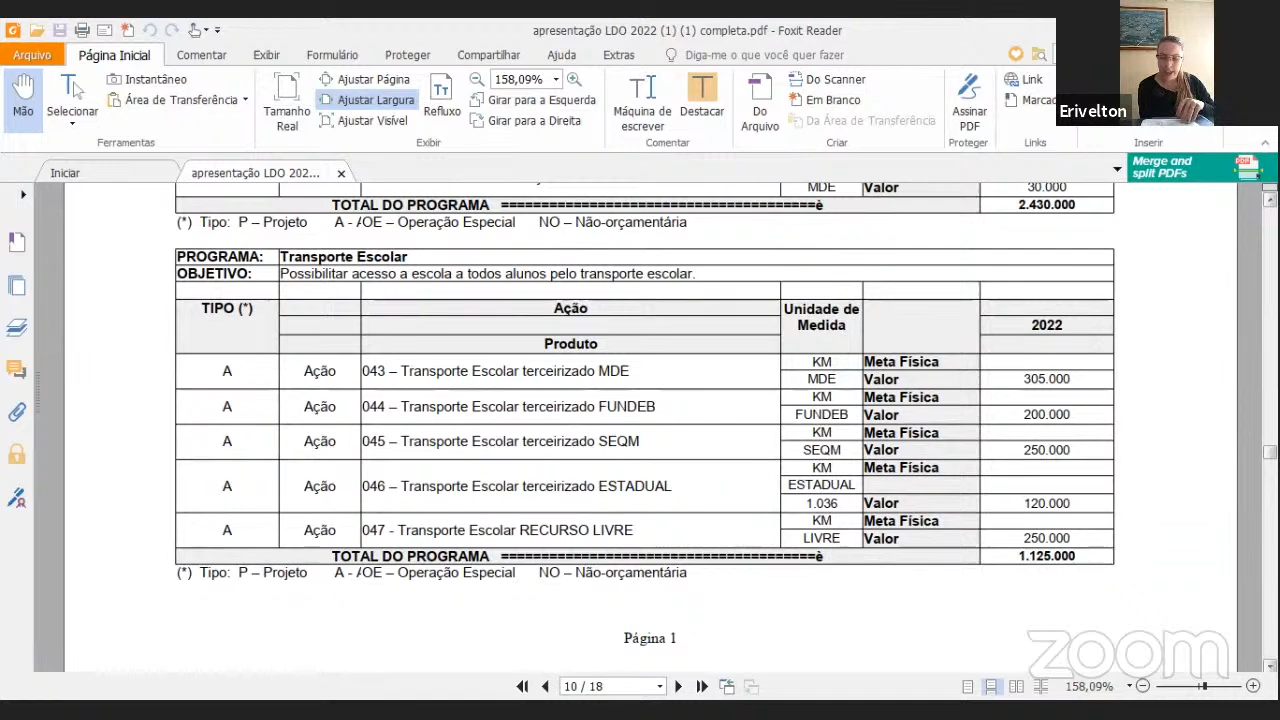 apresentação LDO 2022 (1) (1) completa.pdf - Foxit Reader
Arquivo Página Inicial Comentar Exibir Formulário Proteger Compartilhar Ajuda Extras Diga-me o que você quer fazer
Mão
Selecionar
Instantâneo
Área de Transferência
Ferramentas
Tamanho Real
Ajustar Página
Ajustar Largura
Ajustar Visível
Refluxo
158,09%
Girar para a Esquerda
Girar para a Direita
Exibir
Máquina de escrever
Destacar
Comentar
Do Arquivo
Do Scanner
Em Branco
Da Área de Transferência
Criar
Assinar PDF
Proteger
Link
Marcad
Links
Inserir
Erivelton
Iniciar
apresentação LDO 202...
Merge and
split PDFs
MDE Valor 30.000
TOTAL DO PROGRAMA =======================================è 2.430.000
(*) Tipo: P – Projeto A - /OE – Operação Especial NO – Não-orçamentária
PROGRAMA: Transporte Escolar
OBJETIVO: Possibilitar acesso a escola a todos alunos pelo transporte escolar.
TIPO (*) Ação Unidade de Medida 2022
Produto
KM Meta Física
A Ação 043 – Transporte Escolar terceirizado MDE
MDE Valor 305.000
KM Meta Física
A Ação 044 – Transporte Escolar terceirizado FUNDEB
FUNDEB Valor 200.000
KM Meta Física
A Ação 045 – Transporte Escolar terceirizado SEQM
SEQM Valor 250.000
KM Meta Física
A Ação 046 – Transporte Escolar terceirizado ESTADUAL
ESTADUAL
1.036 Valor 120.000
KM Meta Física
A Ação 047 - Transporte Escolar RECURSO LIVRE
LIVRE Valor 250.000
TOTAL DO PROGRAMA =======================================è 1.125.000
(*) Tipo: P – Projeto A - /OE – Operação Especial NO – Não-orçamentária
Página 1
zoom
10 / 18
158,09%